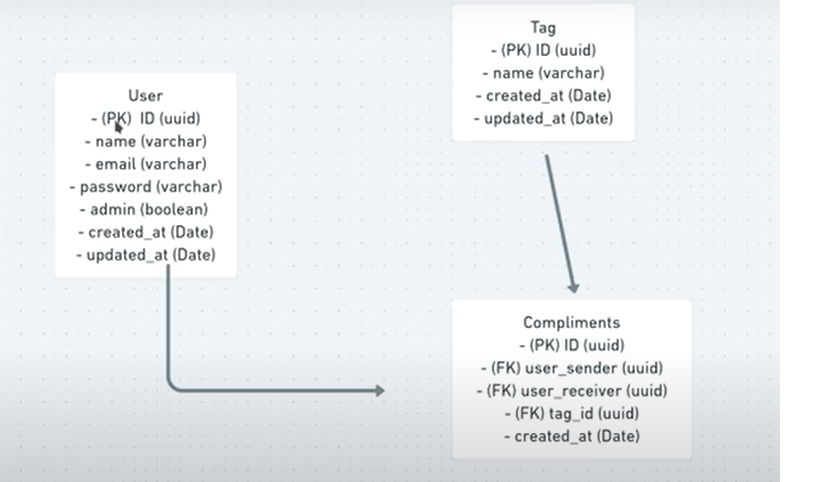 User
- (PK) ID (uuid)
- name (varchar)
- email (varchar)
- password (varchar)
- admin (boolean)
- created_at (Date)
- updated_at (Date)
Tag
- (PK) ID (uuid)
- name (varchar)
- created_at (Date)
- updated_at (Date)
Compliments
- (PK) ID (uuid)
- (FK) user_sender (uuid)
- (FK) user_receiver (uuid)
- (FK) tag_id (uuid)
- created_at (Date)